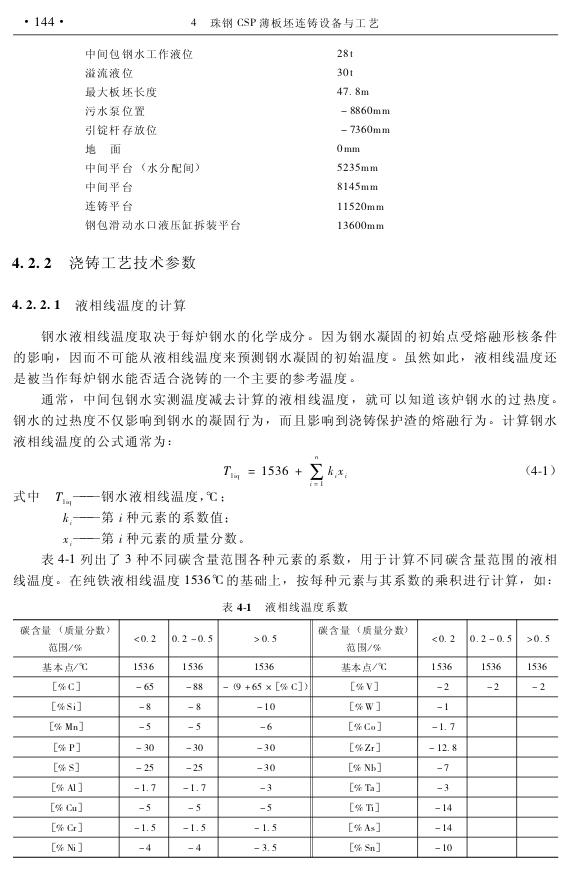 · 144 · 4 珠钢 CSP 薄板坯连铸设备与工艺
中间包钢水工作液位 28t
溢流液位 30t
最大板坯长度 47. 8m
污水泵位置 －8860mm
引锭杆存放位 －7360mm
地 面 0mm
中间平台（水分配间） 5235mm
中间平台 8145mm
连铸平台 11520mm
钢包滑动水口液压缸拆装平台 13600mm
4. 2. 2 浇铸工艺技术参数
4. 2. 2. 1 液相线温度的计算
钢水液相线温度取决于每炉钢水的化学成分。因为钢水凝固的初始点受熔融形核条件
的影响，因而不可能从液相线温度来预测钢水凝固的初始温度。虽然如此，液相线温度还
是被当作每炉钢水能否适合浇铸的一个主要的参考温度。
通常，中间包钢水实测温度减去计算的液相线温度，就可以知道该炉钢水的过热度。
钢水的过热度不仅影响到钢水的凝固行为，而且影响到浇铸保护渣的熔融行为。计算钢水
液相线温度的公式通常为：
T_liq = 1536 + ∑_{i=1}^{n} k_i x_i （4-1）
式中 T_liq——钢水液相线温度，℃；
k_i——第 i 种元素的系数值；
x_i——第 i 种元素的质量分数。
表 4-1 列出了 3 种不同碳含量范围各种元素的系数，用于计算不同碳含量范围的液相
线温度。在纯铁液相线温度 1536℃的基础上，按每种元素与其系数的乘积进行计算，如：
表 4-1 液相线温度系数
碳含量（质量分数）范围/% <0. 2 0. 2～0. 5 >0. 5 碳含量（质量分数）范围/% <0. 2 0. 2～0. 5 >0. 5
基本点/℃ 1536 1536 1536 基本点/℃ 1536 1536 1536
［% C］ －65 －88 －（9＋65×［% C］） ［% V］ －2 －2 －2
［% Si］ －8 －8 －10 ［% W］ －1
［% Mn］ －5 －5 －6 ［% Co］ －1. 7
［% P］ －30 －30 －30 ［% Zr］ －12. 8
［% S］ －25 －25 －30 ［% Nb］ －7
［% Al］ －1. 7 －1. 7 －3 ［% Ta］ －3
［% Cu］ －5 －5 －5 ［% Ti］ －14
［% Cr］ －1. 5 －1. 5 －1. 5 ［% As］ －14
［% Ni］ －4 －4 －3. 5 ［% Sn］ －10